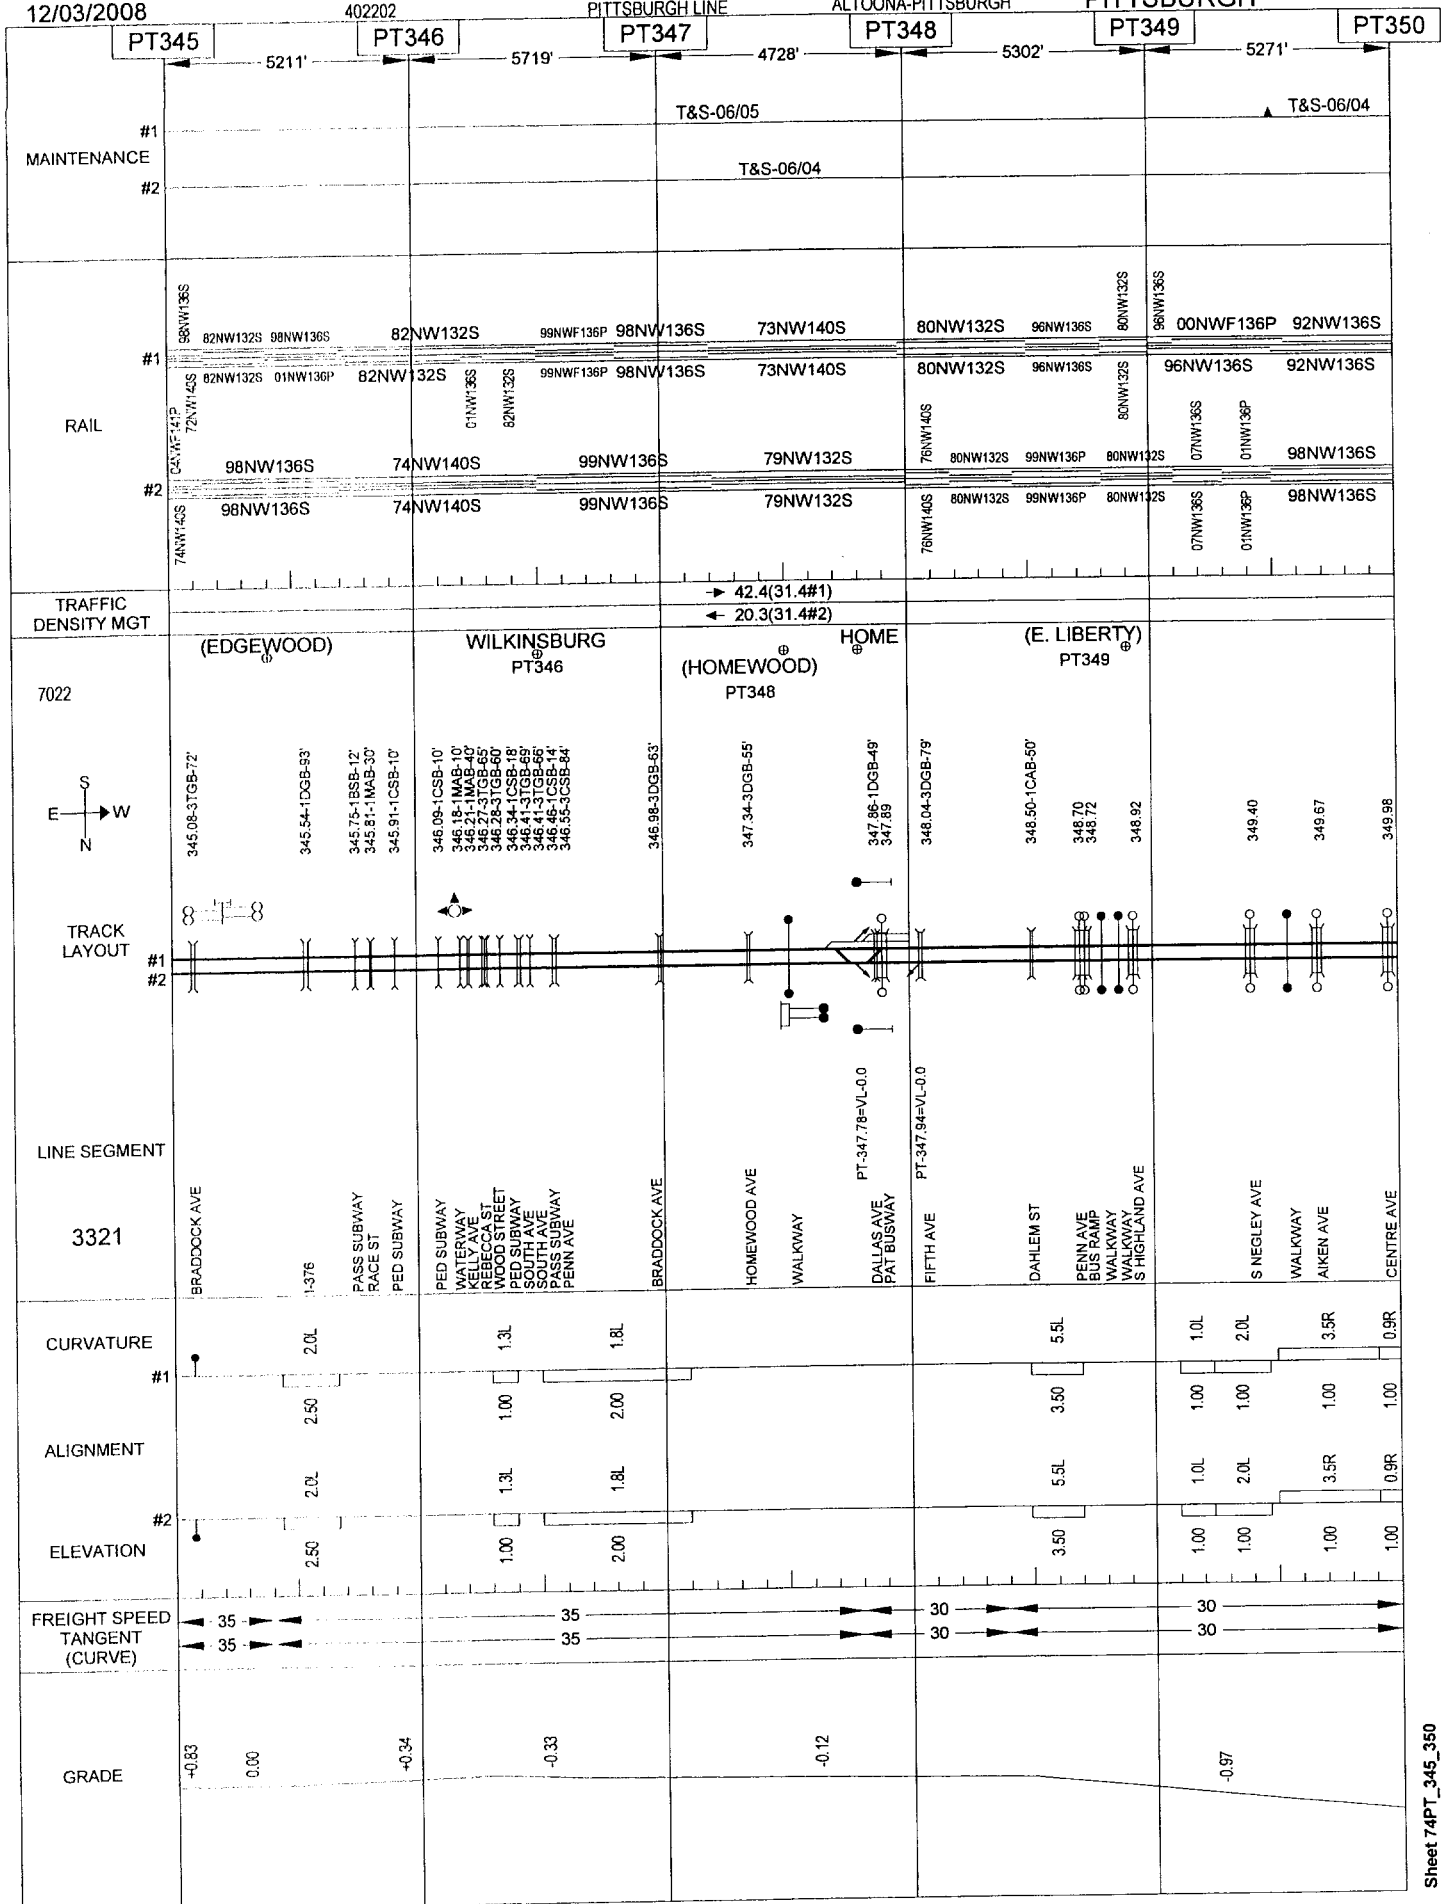 12/03/2008
402202
PITTSBURGH LINE
ALTOONA-PITTSBURGH
PITTSBURGH
PT345
PT346
PT347
PT348
PT349
PT350
5211'
5719'
4728'
5302'
5271'
MAINTENANCE
#1
T&S-06/05
T&S-06/04
#2
T&S-06/04
RAIL
98NW136S
82NW132S
98NW136S
82NW132S
99NWF136P
98NW136S
73NW140S
80NW132S
96NW136S
80NW132S
96NW136S
00NWF136P
92NW136S
#1
72NW140S
82NW132S
01NW136P
82NW132S
01NW136S
82NW132S
99NWF136P
98NW136S
73NW140S
80NW132S
96NW136S
80NW132S
96NW136S
92NW136S
04NWF141P
98NW136S
74NW140S
99NW136S
79NW132S
76NW140S
80NW132S
99NW136P
80NW132S
07NW136S
01NW136P
98NW136S
#2
74NW140S
98NW136S
74NW140S
99NW136S
79NW132S
76NW140S
80NW132S
99NW136P
80NW132S
07NW136S
01NW136P
98NW136S
TRAFFIC
DENSITY MGT
42.4(31.4#1)
20.3(31.4#2)
(EDGEWOOD)
WILKINSBURG
PT346
(HOMEWOOD)
PT348
HOME
(E. LIBERTY)
PT349
7022
S
E
W
N
345.08-3TGB-72'
345.54-1DGB-93'
345.75-1BSB-12'
345.81-1MAB-30'
345.91-1CSB-10'
346.09-1CSB-10'
346.18-1MAB-10'
346.21-1MAB-40'
346.27-3TGB-65'
346.28-3TGB-60'
346.34-1CSB-18'
346.41-3TGB-69'
346.41-3TGB-66'
346.46-1CSB-14'
346.55-3CSB-84'
346.98-3DGB-63'
347.34-3DGB-55'
347.86-1DGB-49'
347.89
348.04-3DGB-79'
348.50-1CAB-50'
348.70
348.72
348.92
349.40
349.67
349.98
TRACK
LAYOUT
#1
#2
LINE SEGMENT
3321
PT-347.78=VL-0.0
PT-347.94=VL-0.0
BRADDOCK AVE
I-376
PASS SUBWAY
RACE ST
PED SUBWAY
PED SUBWAY
WATERWAY
KELLY AVE
REBECCA ST
WOOD STREET
PED SUBWAY
SOUTH AVE
SOUTH AVE
PASS SUBWAY
PENN AVE
BRADDOCK AVE
HOMEWOOD AVE
WALKWAY
DALLAS AVE
PAT BUSWAY
FIFTH AVE
DAHLEM ST
PENN AVE
BUS RAMP
WALKWAY
WALKWAY
S HIGHLAND AVE
S NEGLEY AVE
WALKWAY
AIKEN AVE
CENTRE AVE
CURVATURE
2.0L
1.3L
1.8L
5.5L
1.0L
2.0L
3.5R
0.9R
#1
2.50
1.00
2.00
3.50
1.00
1.00
1.00
1.00
ALIGNMENT
2.0L
1.3L
1.8L
5.5L
1.0L
2.0L
3.5R
0.9R
#2
ELEVATION
2.50
1.00
2.00
3.50
1.00
1.00
1.00
1.00
FREIGHT SPEED
TANGENT
(CURVE)
35
35
30
30
35
35
30
30
GRADE
+0.83
0.00
+0.34
-0.33
-0.12
-0.97
Sheet 74PT_345_350